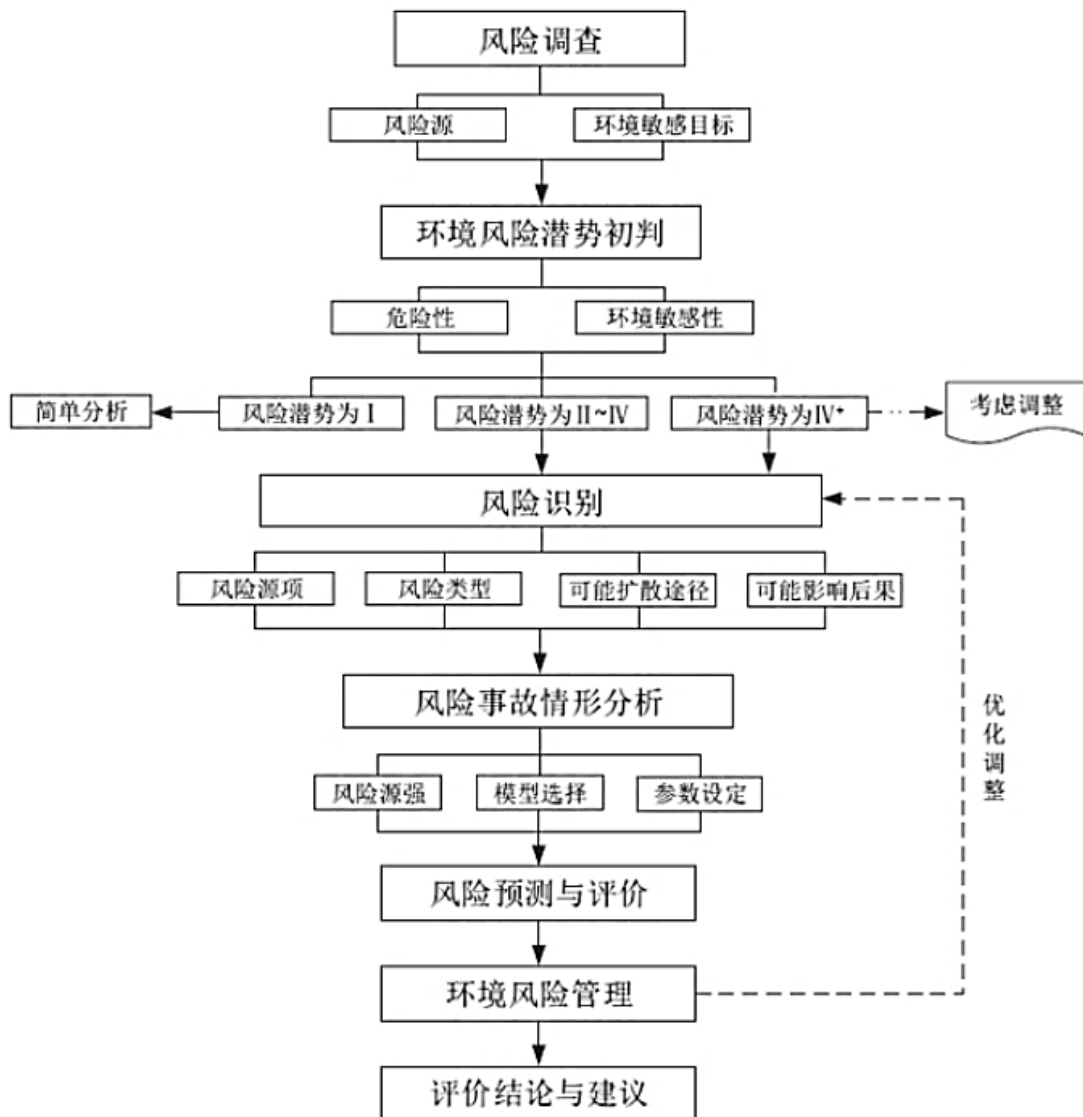 风险调查
风险源
环境敏感目标
环境风险潜势初判
危险性
环境敏感性
简单分析
风险潜势为Ⅰ
风险潜势为Ⅱ~Ⅳ
风险潜势为Ⅳ⁺
考虑调整
风险识别
风险源项
风险类型
可能扩散途径
可能影响后果
风险事故情形分析
优化调整
风险源强
模型选择
参数设定
风险预测与评价
环境风险管理
评价结论与建议